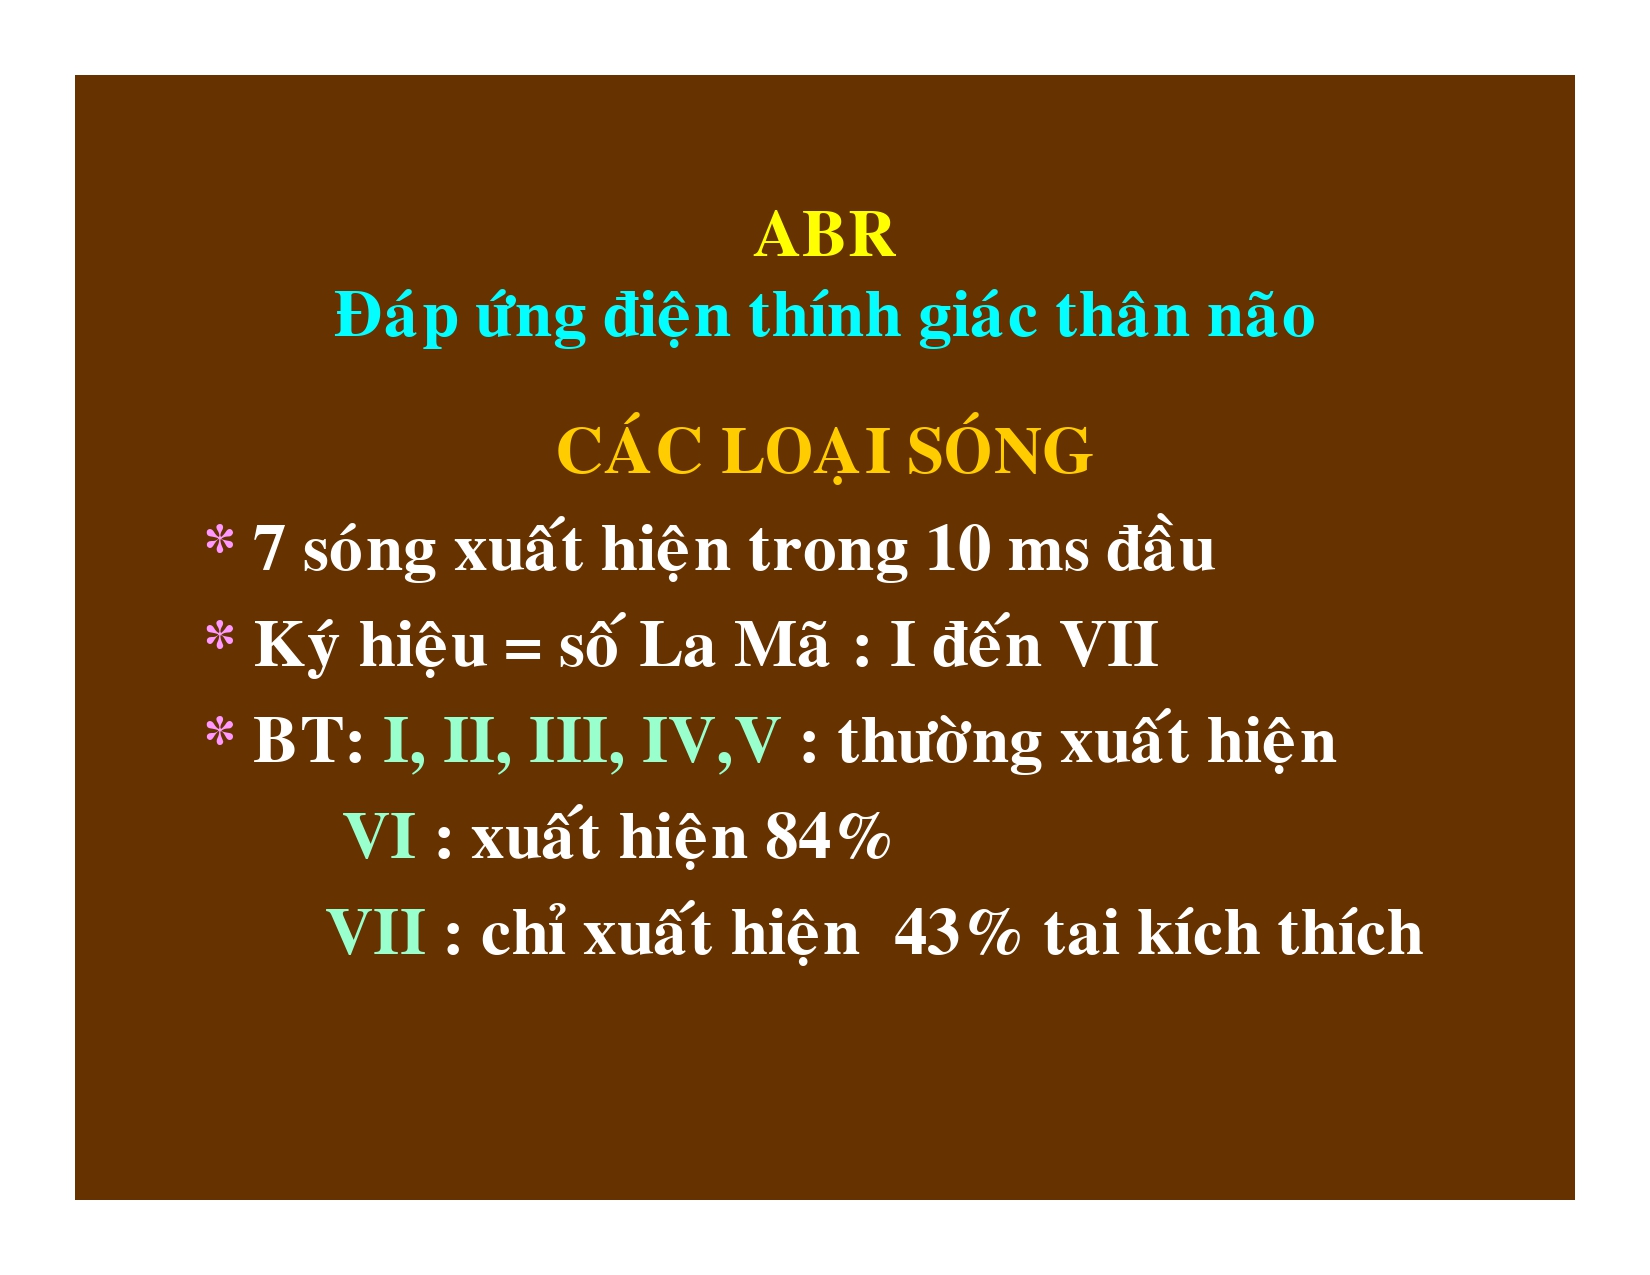 ABR
Đáp ứng điện thính giác thân não
CÁC LOẠI SÓNG
* 7 sóng xuất hiện trong 10 ms đầu
* Ký hiệu = số La Mã : I đến VII
* BT: I, II, III, IV,V : thường xuất hiện
VI : xuất hiện 84%
VII : chỉ xuất hiện 43% tai kích thích